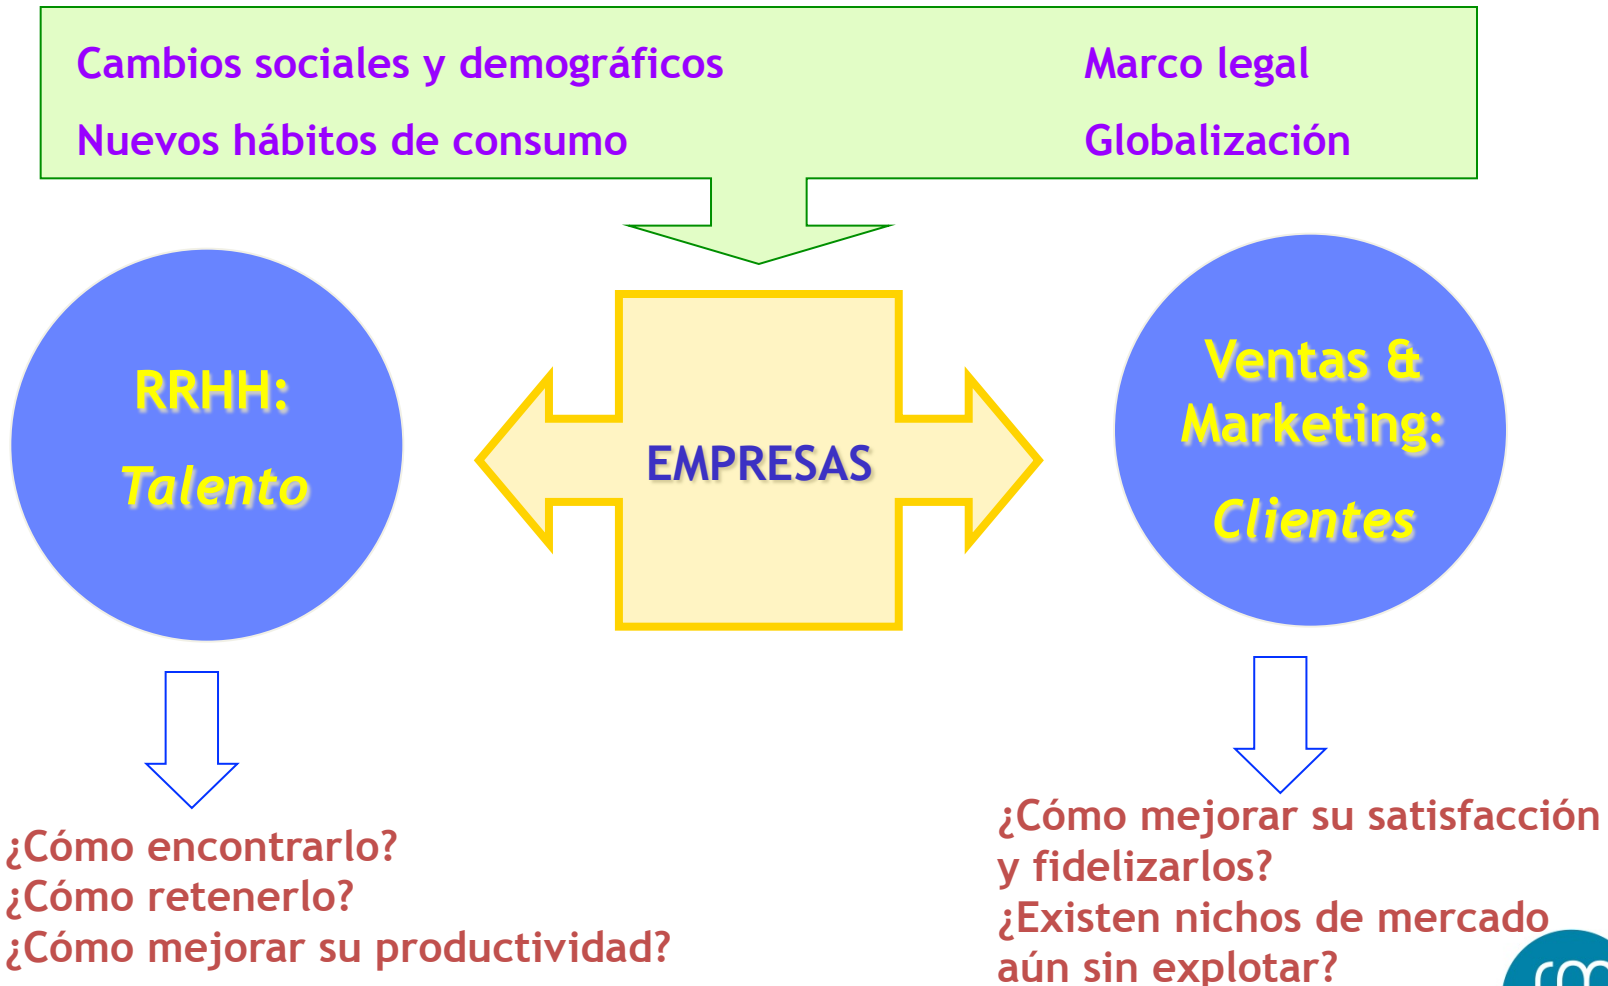 Cambios sociales y demográficos
Marco legal
Nuevos hábitos de consumo
Globalización
RRHH:
Talento
EMPRESAS
Ventas &
Marketing:
Clientes
¿Cómo encontrarlo?
¿Cómo retenerlo?
¿Cómo mejorar su productividad?
¿Cómo mejorar su satisfacción
y fidelizarlos?
¿Existen nichos de mercado
aún sin explotar?